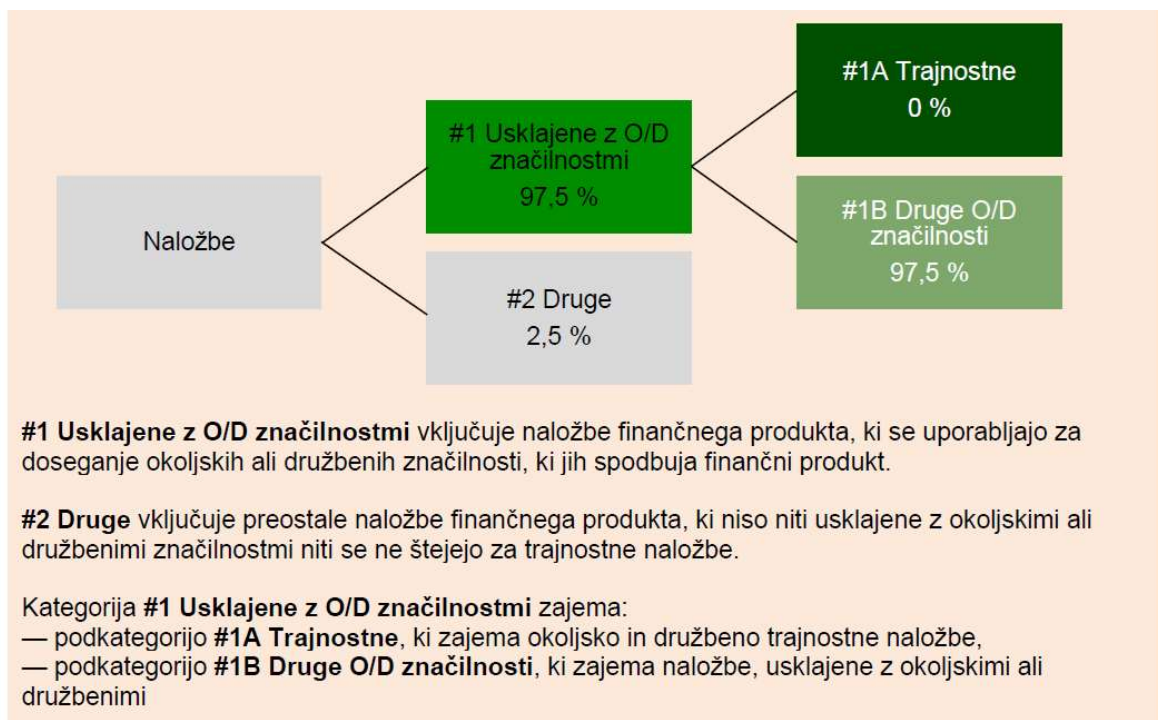 Naložbe
#1 Usklajene z O/D
značilnostmi
97,5 %
#2 Druge
2,5 %
#1A Trajnostne
0 %
#1B Druge O/D
značilnosti
97,5 %
#1 Usklajene z O/D značilnostmi vključuje naložbe finančnega produkta, ki se uporabljajo za
doseganje okoljskih ali družbenih značilnosti, ki jih spodbuja finančni produkt.
#2 Druge vključuje preostale naložbe finančnega produkta, ki niso niti usklajene z okoljskimi ali
družbenimi značilnostmi niti se ne štejejo za trajnostne naložbe.
Kategorija #1 Usklajene z O/D značilnostmi zajema:
— podkategorijo #1A Trajnostne, ki zajema okoljsko in družbeno trajnostne naložbe,
— podkategorijo #1B Druge O/D značilnosti, ki zajema naložbe, usklajene z okoljskimi ali
družbenimi